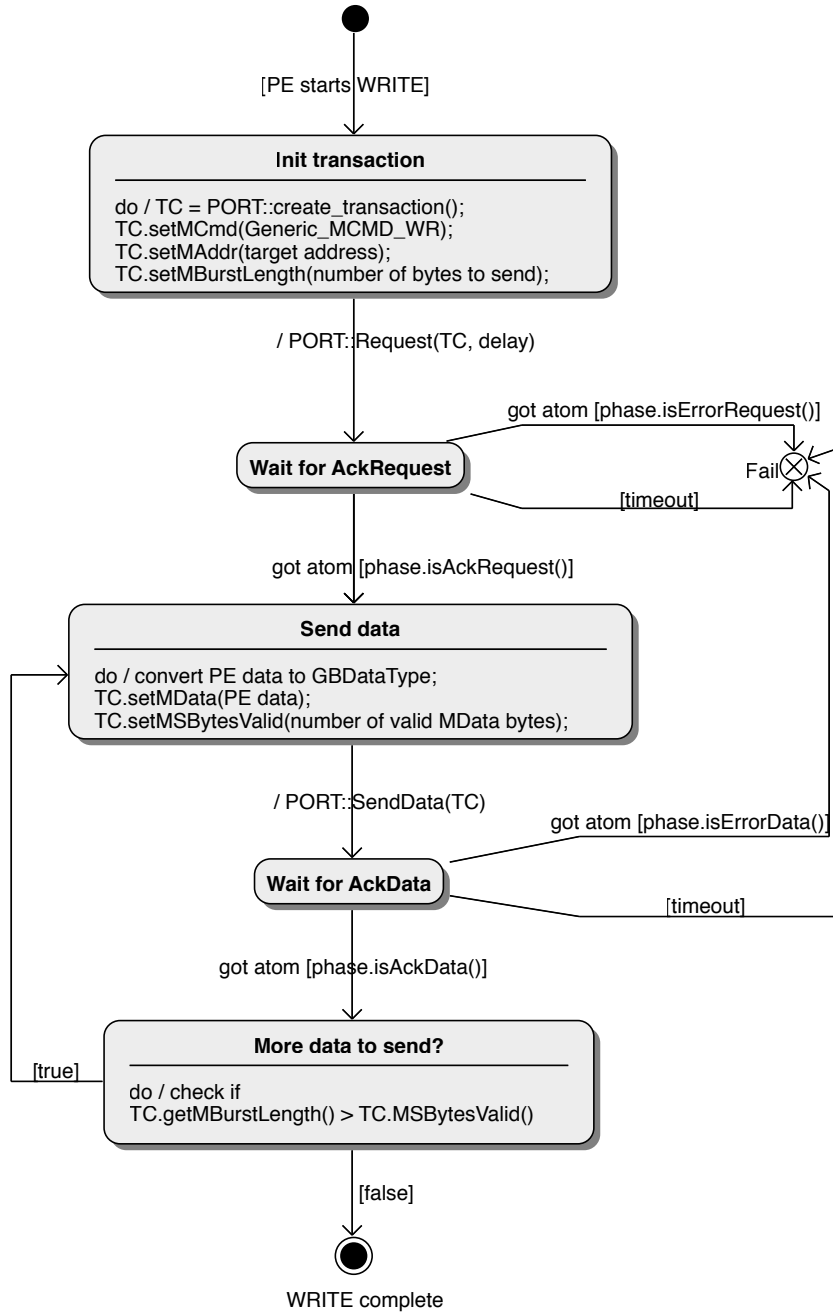 [PE starts WRITE]
Init transaction
do / TC = PORT::create_transaction();
TC.setMCmd(Generic_MCMD_WR);
TC.setMAddr(target address);
TC.setMBurstLength(number of bytes to send);
/ PORT::Request(TC, delay)
got atom [phase.isErrorRequest()]
Wait for AckRequest
Fail
[timeout]
got atom [phase.isAckRequest()]
Send data
do / convert PE data to GBDataType;
TC.setMData(PE data);
TC.setMSBytesValid(number of valid MData bytes);
/ PORT::SendData(TC)
got atom [phase.isErrorData()]
Wait for AckData
[timeout]
got atom [phase.isAckData()]
More data to send?
[true]
do / check if
TC.getMBurstLength() > TC.MSBytesValid()
[false]
WRITE complete